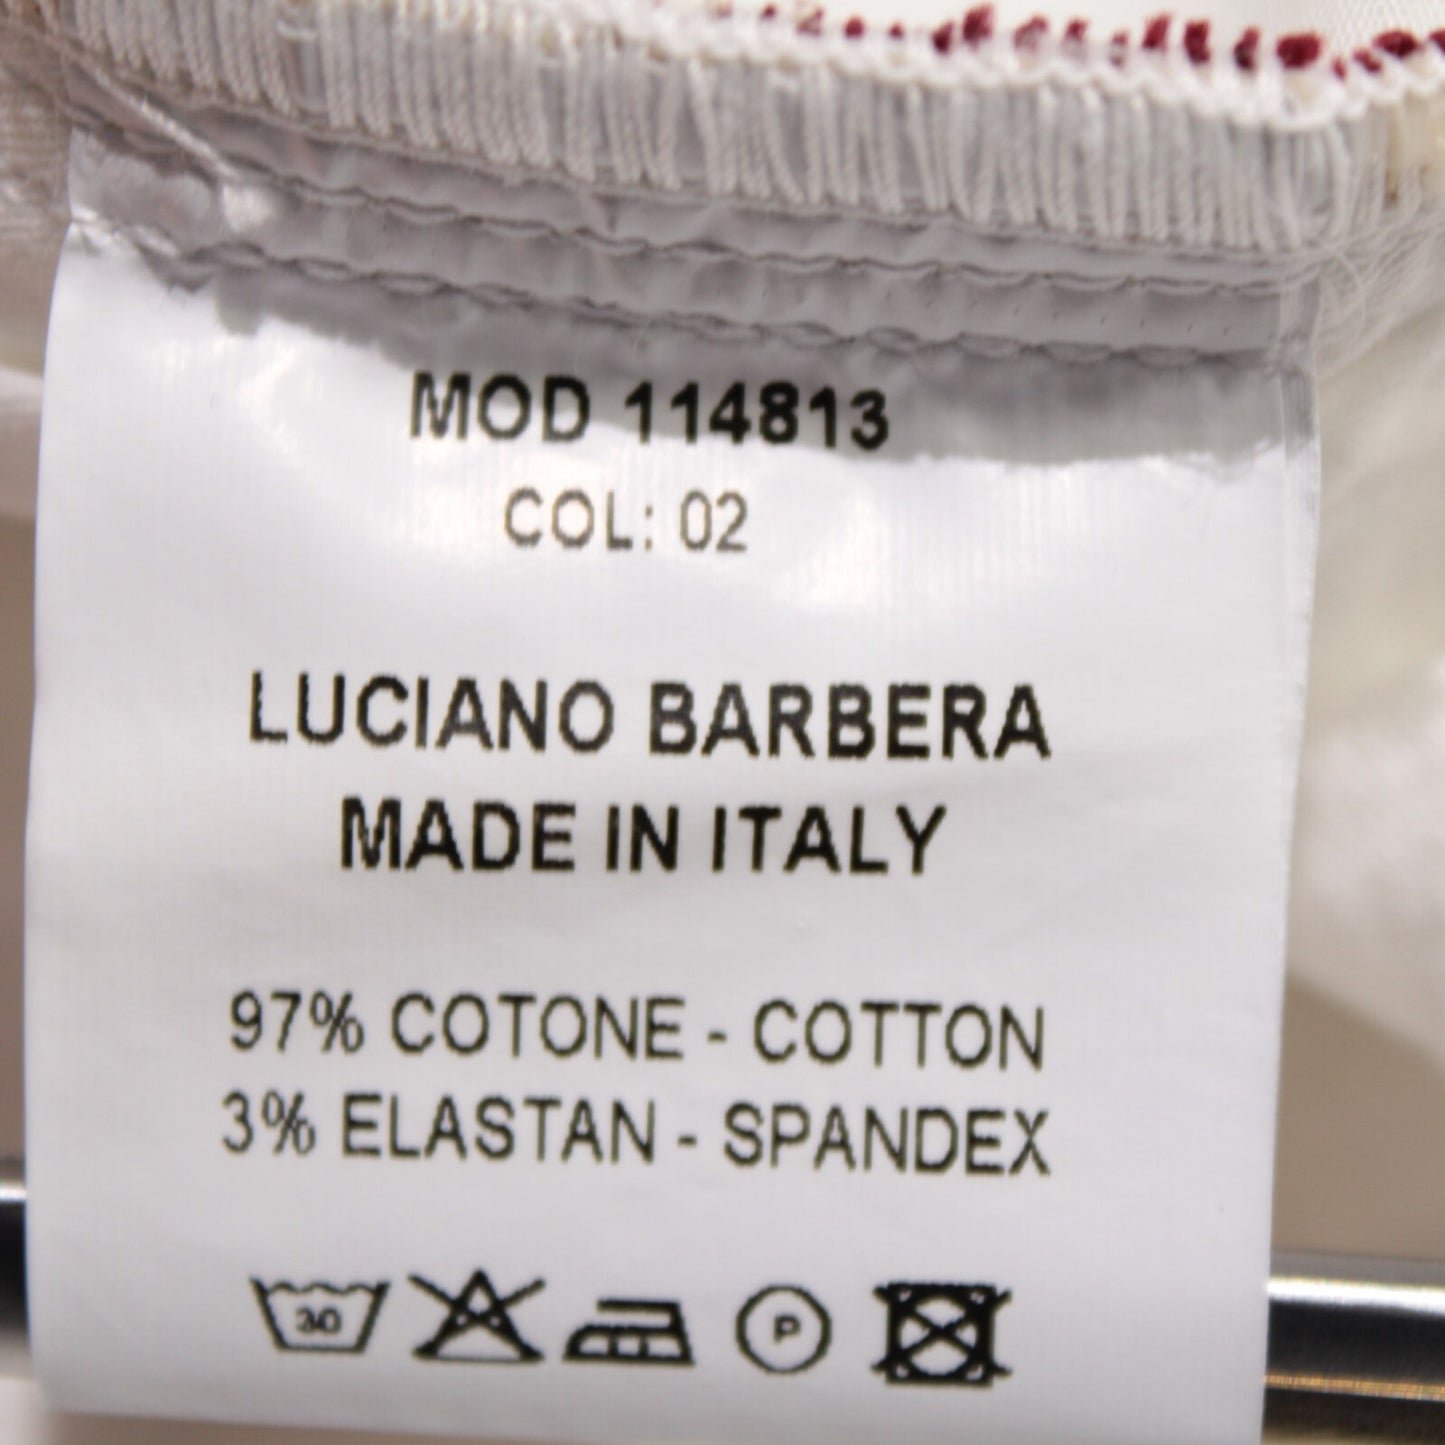 MOD 114813
COL: 02
LUCIANO BARBERA
MADE IN ITALY
97% COTONE - COTTON
3% ELASTAN - SPANDEX
30 P